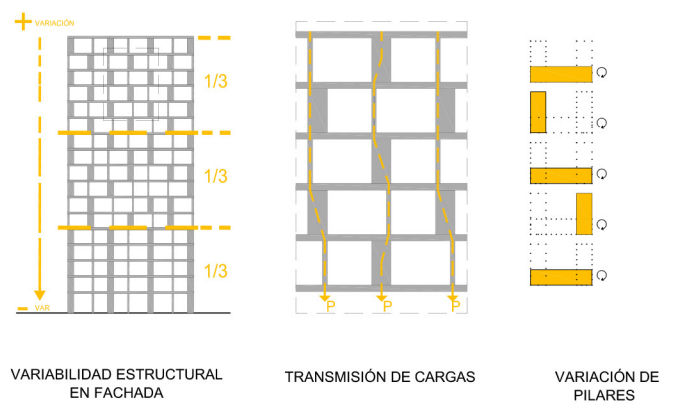 + VARIACIÓN
1/3
1/3
1/3
- VAR
P P P
VARIABILIDAD ESTRUCTURAL
EN FACHADA
TRANSMISIÓN DE CARGAS
VARIACIÓN DE
PILARES